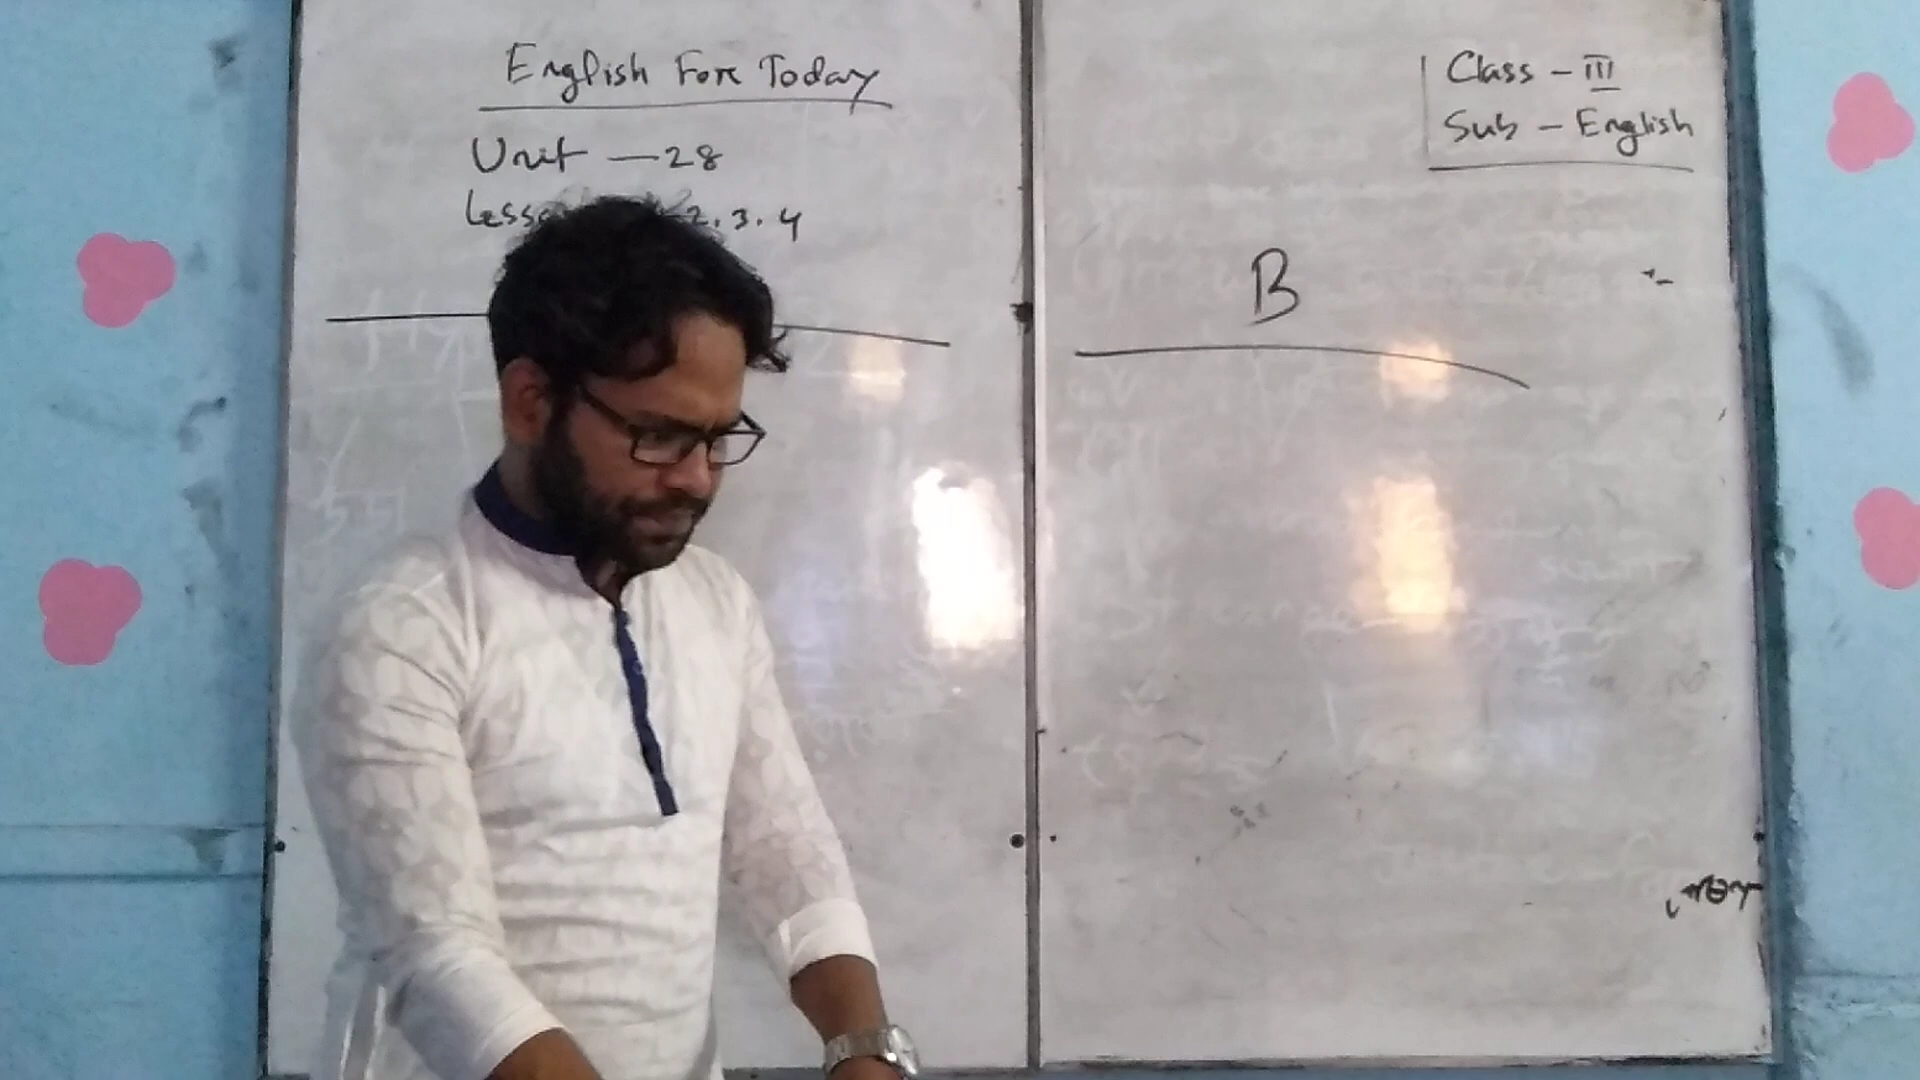 English For Today
Unit — 28
2. 3. 4
Class - III
Sub - English
B